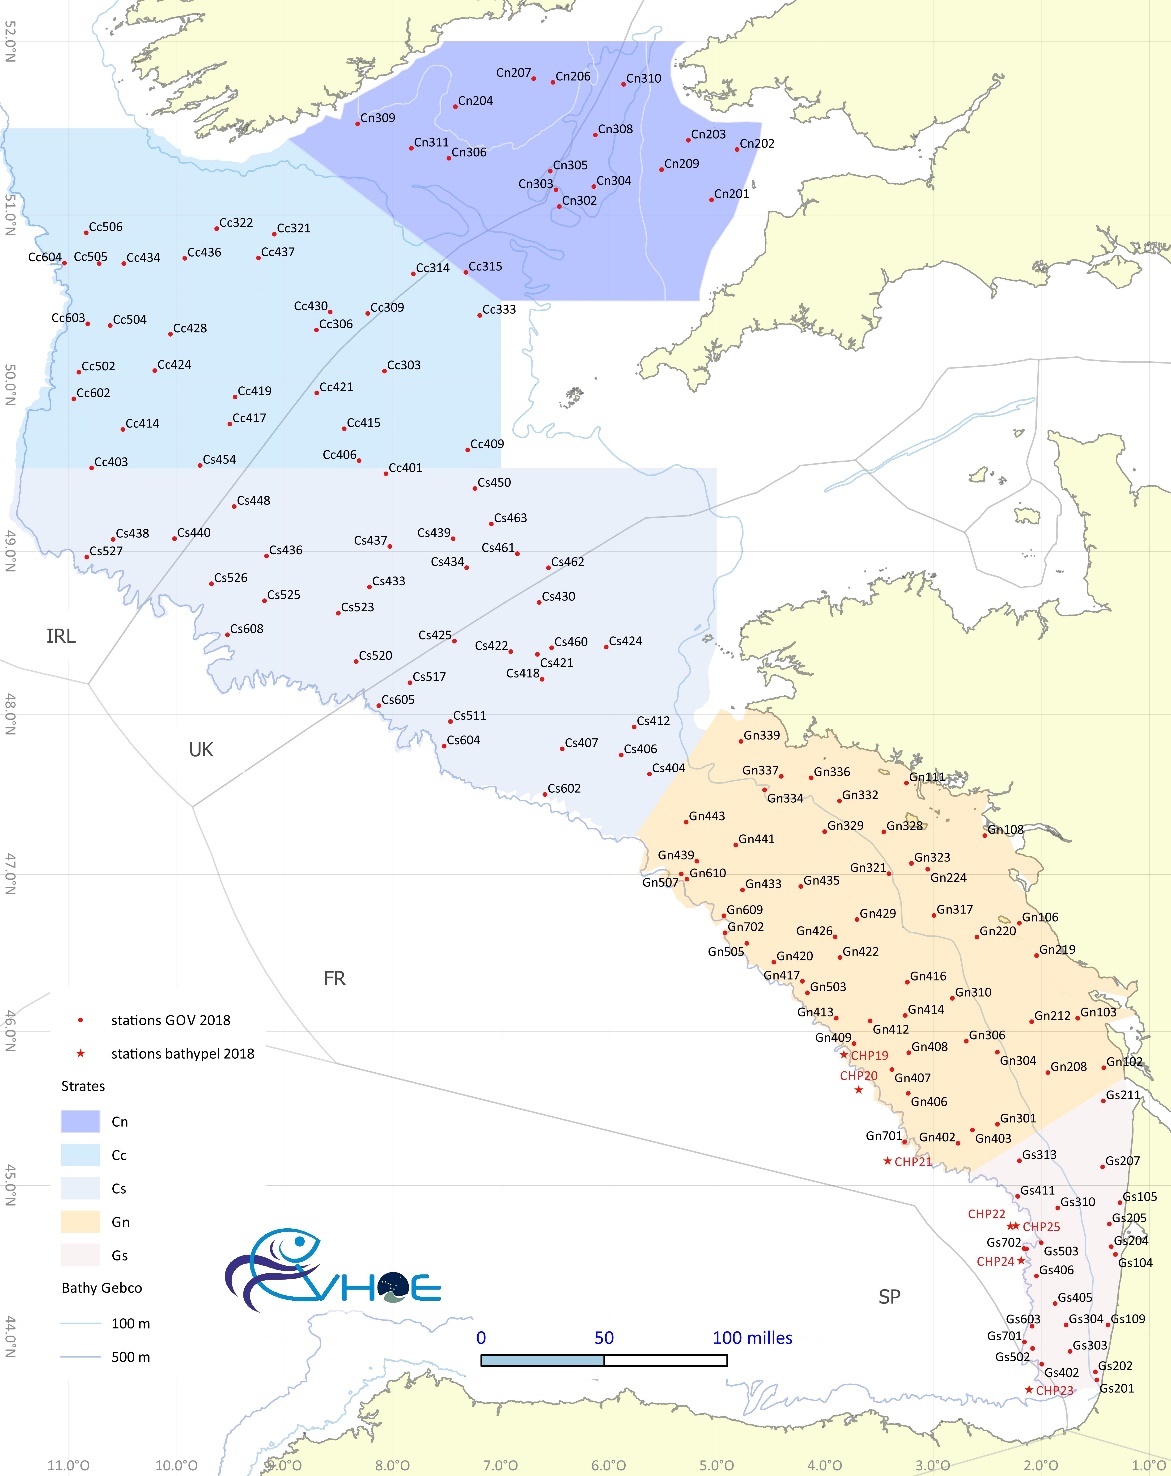 52.0°N
Cn207
Cn206
Cn310
Cn204
Cn309
Cn308
Cn203
Cn202
Cn311
Cn306
Cn305
Cn209
Cn303
Cn304
Cn302
Cn201
51.0°N
Cc506
Cc322
Cc321
Cc604
Cc505
Cc434
Cc436
Cc437
Cc314
Cc315
Cc430
Cc309
Cc333
Cc603
Cc504
Cc428
Cc306
Cc502
Cc424
Cc303
50.0°N
Cc602
Cc419
Cc421
Cc414
Cc417
Cc415
Cc409
Cc403
Cs454
Cc406
Cc401
Cs450
Cs448
Cs463
Cs438
Cs440
Cs437
Cs439
49.0°N
Cs527
Cs436
Cs461
Cs434
Cs462
Cs526
Cs433
Cs525
Cs523
Cs430
IRL
Cs608
Cs425
Cs422
Cs460
Cs424
Cs520
Cs421
Cs517
Cs418
Cs605
48.0°N
Cs511
Cs412
UK
Cs604
Cs407
Cs406
Cs404
Cs602
Gn339
Gn337
Gn336
Gn111
Gn334
Gn332
Gn443
Gn329
Gn328
Gn108
Gn441
Gn439
Gn323
47.0°N
Gn507
Gn610
Gn321
Gn224
Gn433
Gn435
Gn609
Gn429
Gn317
Gn106
Gn702
Gn426
Gn220
Gn505
Gn420
Gn422
Gn219
FR
Gn417
Gn416
Gn503
Gn310
Gn413
Gn414
Gn212
Gn103
46.0°N
Gn409
Gn412
Gn306
CHP19
Gn408
Gn304
Gn208
Gn102
CHP20
Gn407
Gn406
Gs211
Gn301
Gn701
Gn402
Gn403
CHP21
Gs313
Gs207
45.0°N
Gs411
Gs310
Gs105
CHP22
CHP25
Gs205
Gs702
Gs503
Gs204
CHP24
Gs104
Gs406
SP
Gs405
Gs603
Gs304
Gs109
44.0°N
Gs701
Gs303
Gs502
Gs402
Gs202
CHP23
Gs201
stations GOV 2018
stations bathypel 2018
Strates
Cn
Cc
Cs
Gn
Gs
Bathy Gebco
100 m
500 m
EVHOE
0 50 100 milles
11.0°O 10.0°O 9.0°O 8.0°O 7.0°O 6.0°O 5.0°O 4.0°O 3.0°O 2.0°O 1.0°O